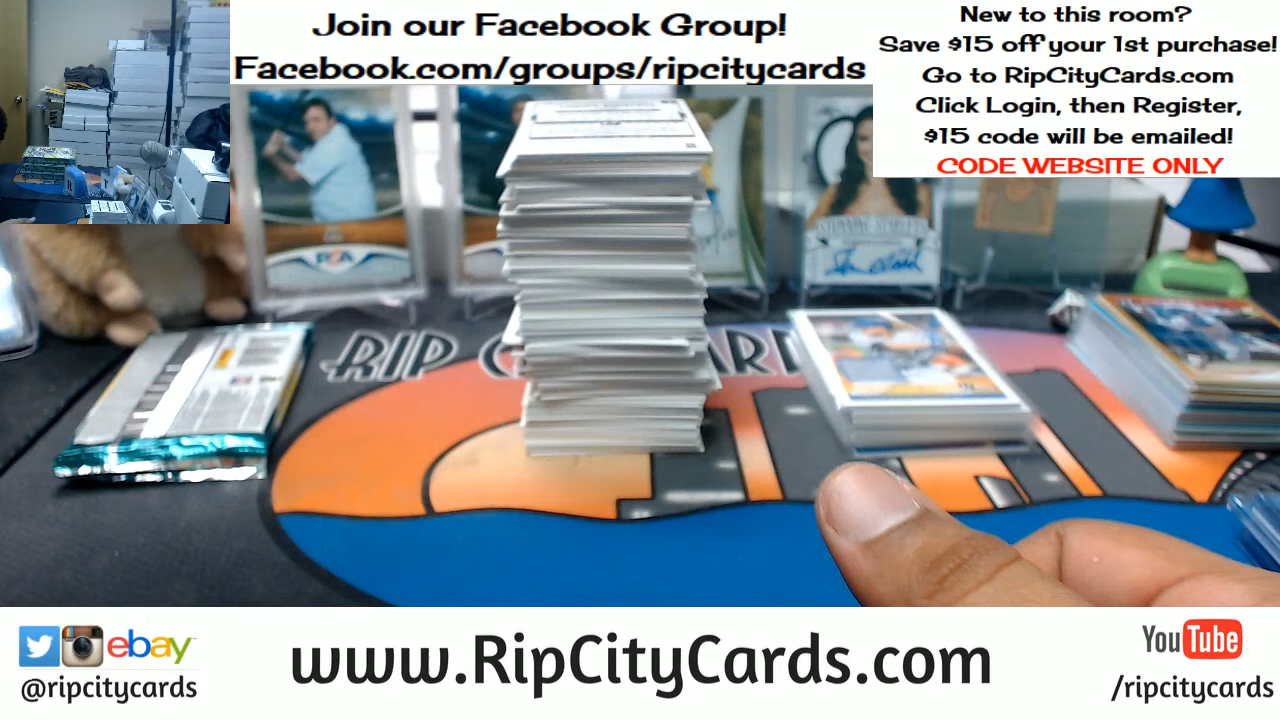 Join our Facebook Group!
Facebook.com/groups/ripcitycards
New to this room?
Save $15 off your 1st purchase!
Go to RipCityCards.com
Click Login, then Register,
$15 code will be emailed!
CODE WEBSITE ONLY
RIP C
ARD
ebay
@ripcitycards
www.RipCityCards.com
YouTube
/ripcitycards